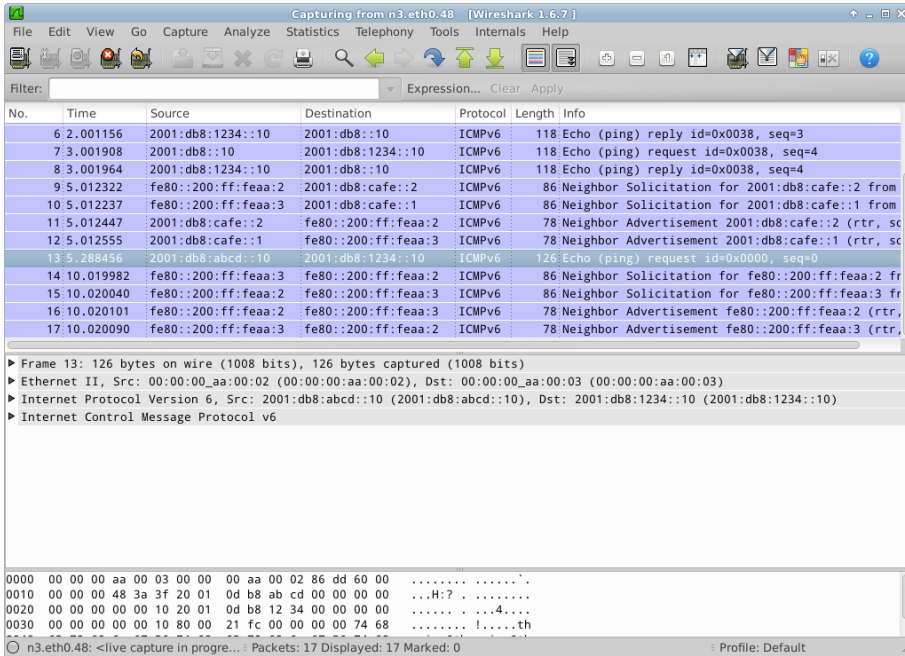 Capturing from n3.eth0.48 [Wireshark 1.6.7 ]
File Edit View Go Capture Analyze Statistics Telephony Tools Internals Help
Filter: Expression... Clear Apply
No. Time Source Destination Protocol Length Info
6 2.001156 2001:db8:1234::10 2001:db8::10 ICMPv6 118 Echo (ping) reply id=0x0038, seq=3
7 3.001908 2001:db8::10 2001:db8:1234::10 ICMPv6 118 Echo (ping) request id=0x0038, seq=4
8 3.001964 2001:db8:1234::10 2001:db8::10 ICMPv6 118 Echo (ping) reply id=0x0038, seq=4
9 5.012322 fe80::200:ff:feaa:2 2001:db8:cafe::2 ICMPv6 86 Neighbor Solicitation for 2001:db8:cafe::2 from
10 5.012237 fe80::200:ff:feaa:3 2001:db8:cafe::1 ICMPv6 86 Neighbor Solicitation for 2001:db8:cafe::1 from
11 5.012447 2001:db8:cafe::2 fe80::200:ff:feaa:2 ICMPv6 78 Neighbor Advertisement 2001:db8:cafe::2 (rtr, so
12 5.012555 2001:db8:cafe::1 fe80::200:ff:feaa:3 ICMPv6 78 Neighbor Advertisement 2001:db8:cafe::1 (rtr, so
13 5.288456 2001:db8:abcd::10 2001:db8:1234::10 ICMPv6 126 Echo (ping) request id=0x0000, seq=0
14 10.019982 fe80::200:ff:feaa:3 fe80::200:ff:feaa:2 ICMPv6 86 Neighbor Solicitation for fe80::200:ff:feaa:2 fr
15 10.020040 fe80::200:ff:feaa:2 fe80::200:ff:feaa:3 ICMPv6 86 Neighbor Solicitation for fe80::200:ff:feaa:3 fr
16 10.020101 fe80::200:ff:feaa:2 fe80::200:ff:feaa:3 ICMPv6 78 Neighbor Advertisement fe80::200:ff:feaa:2 (rtr,
17 10.020090 fe80::200:ff:feaa:3 fe80::200:ff:feaa:2 ICMPv6 78 Neighbor Advertisement fe80::200:ff:feaa:3 (rtr,
Frame 13: 126 bytes on wire (1008 bits), 126 bytes captured (1008 bits)
Ethernet II, Src: 00:00:00_aa:00:02 (00:00:00:aa:00:02), Dst: 00:00:00_aa:00:03 (00:00:00:aa:00:03)
Internet Protocol Version 6, Src: 2001:db8:abcd::10 (2001:db8:abcd::10), Dst: 2001:db8:1234::10 (2001:db8:1234::10)
Internet Control Message Protocol v6
0000 00 00 00 aa 00 03 00 00 00 aa 00 02 86 dd 60 00 ........ ......`.
0010 00 00 00 48 3a 3f 20 01 0d b8 ab cd 00 00 00 00 ...H:? . ........
0020 00 00 00 00 00 10 20 01 0d b8 12 34 00 00 00 00 ...... . ...4....
0030 00 00 00 00 00 10 80 00 21 fc 00 00 00 00 74 68 ........ !.....th
n3.eth0.48: <live capture in progre... Packets: 17 Displayed: 17 Marked: 0 Profile: Default